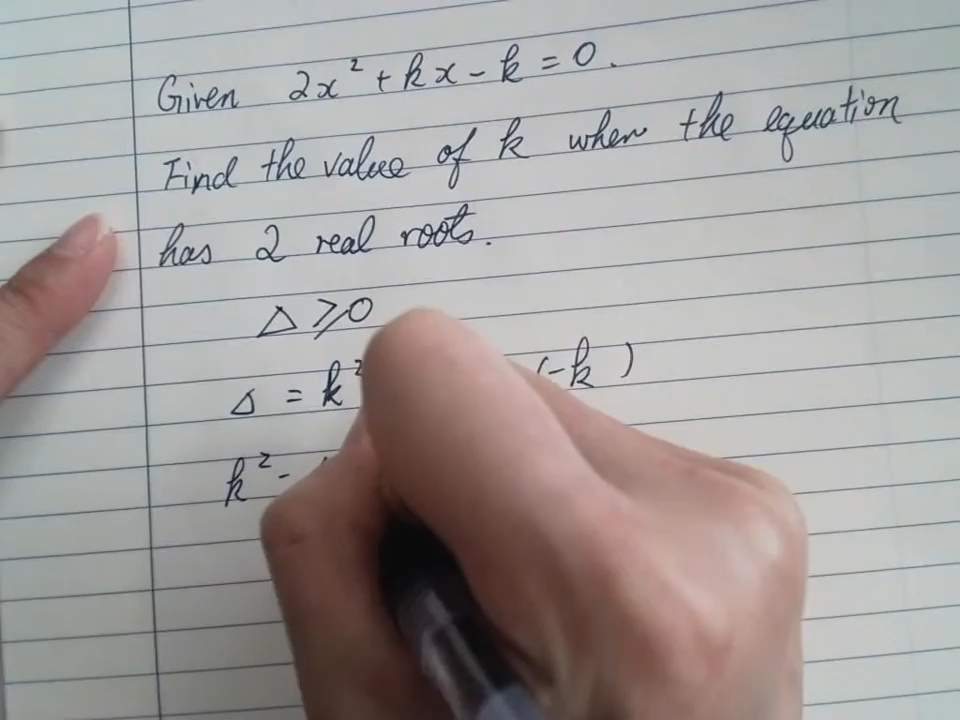 Given 2x² + kx - k = 0.
Find the value of k when the equation
has 2 real roots.
Δ ⩾ 0
Δ = k² (-k)
k² -